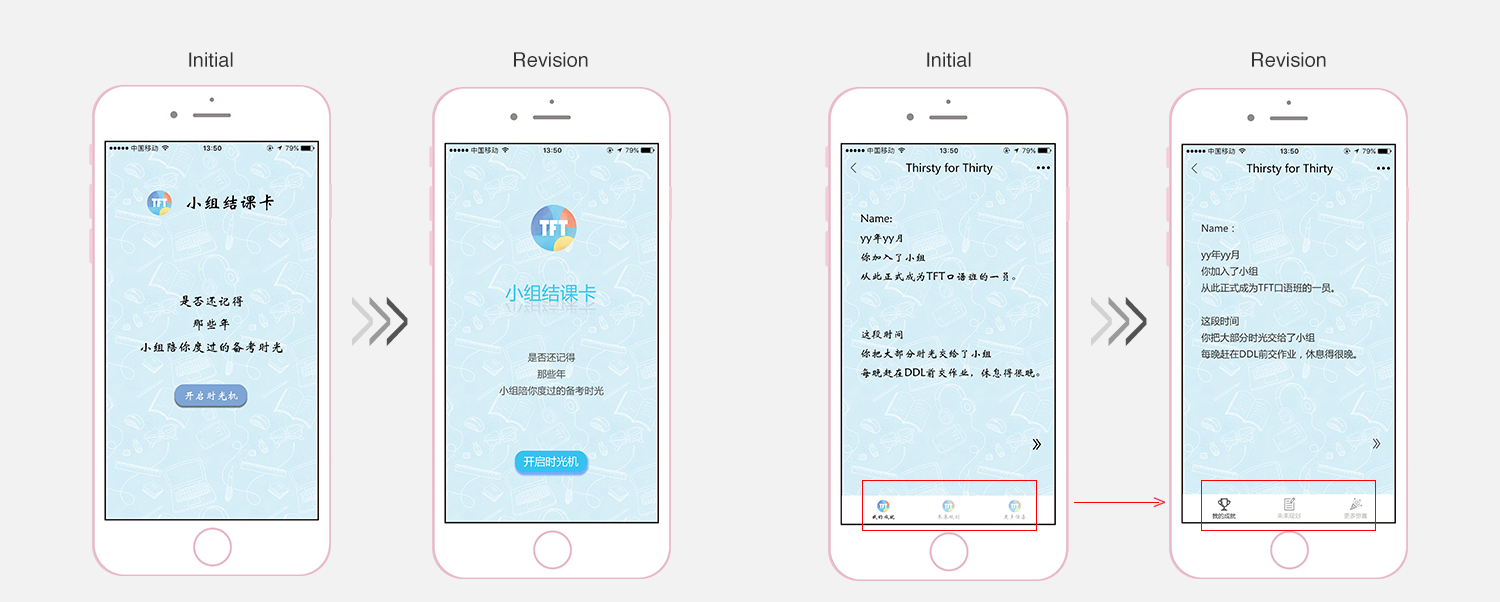 Initial
中国移动
13:50
79%
TFT
小组结课卡
是否还记得
那些年
小组陪你度过的备考时光
开启时光机
Revision
中国移动
13:50
79%
TFT
小组结课卡
是否还记得
那些年
小组陪你度过的备考时光
开启时光机
Initial
中国移动
13:50
79%
Thirsty for Thirty
Name:
yy年yy月
你加入了小组
从此正式成为TFT口语班的一员。
这段时间
你把大部分时光交给了小组
每晚赶在DDL前交作业，休息得很晚。
我的成就 未来规划 更多惊喜
Revision
中国移动
13:50
79%
Thirsty for Thirty
Name：
yy年yy月
你加入了小组
从此正式成为TFT口语班的一员。
这段时间
你把大部分时光交给了小组
每晚赶在DDL前交作业，休息得很晚。
我的成就 未来规划 更多惊喜